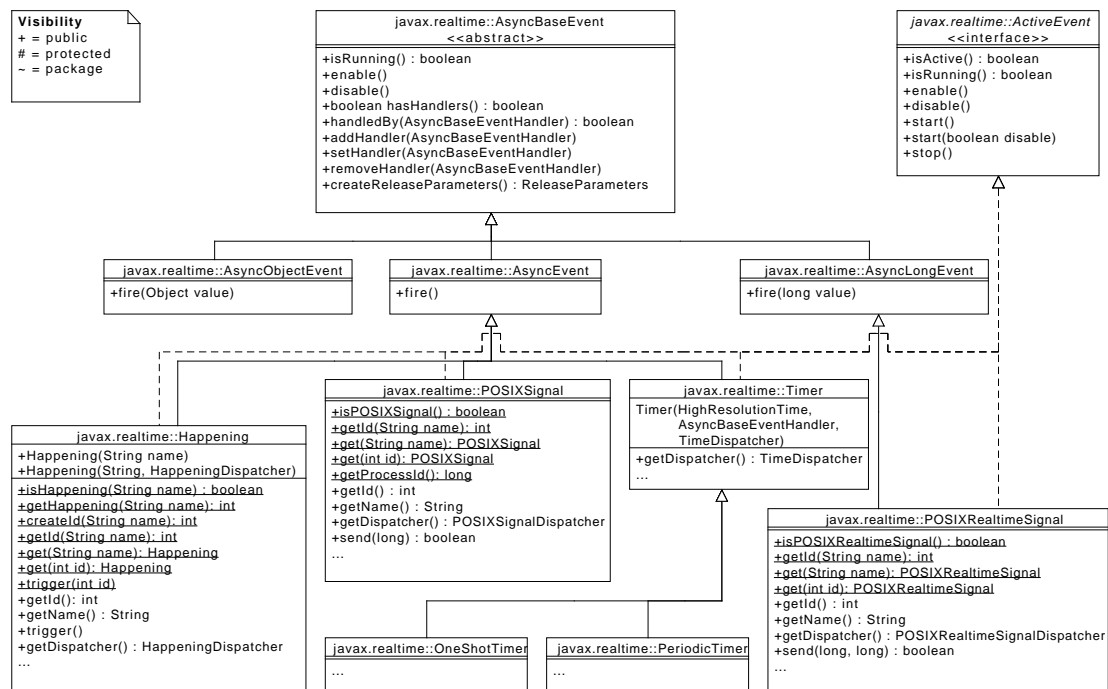 Visibility
+ = public
# = protected
~ = package
javax.realtime::AsyncBaseEvent
<<abstract>>
+isRunning() : boolean
+enable()
+disable()
+boolean hasHandlers() : boolean
+handledBy(AsyncBaseEventHandler) : boolean
+addHandler(AsyncBaseEventHandler)
+setHandler(AsyncBaseEventHandler)
+removeHandler(AsyncBaseEventHandler)
+createReleaseParameters() : ReleaseParameters
javax.realtime::ActiveEvent
<<interface>>
+isActive() : boolean
+isRunning() : boolean
+enable()
+disable()
+start()
+start(boolean disable)
+stop()
javax.realtime::AsyncObjectEvent
+fire(Object value)
javax.realtime::AsyncEvent
+fire()
javax.realtime::AsyncLongEvent
+fire(long value)
javax.realtime::Happening
+Happening(String name)
+Happening(String, HappeningDispatcher)
+isHappening(String name) : boolean
+getHappening(String name): int
+createId(String name): int
+getId(String name): int
+get(String name): Happening
+get(int id): Happening
+trigger(int id)
+getId(): int
+getName() : String
+trigger()
+getDispatcher() : HappeningDispatcher
...
javax.realtime::POSIXSignal
+isPOSIXSignal() : boolean
+getId(String name): int
+get(String name): POSIXSignal
+get(int id): POSIXSignal
+getProcessId(): long
+getId() : int
+getName() : String
+getDispatcher() : POSIXSignalDispatcher
+send(long) : boolean
...
javax.realtime::Timer
Timer(HighResolutionTime,
AsyncBaseEventHandler,
TimeDispatcher)
+getDispatcher() : TimeDispatcher
...
javax.realtime::POSIXRealtimeSignal
+isPOSIXRealtimeSignal() : boolean
+getId(String name): int
+get(String name): POSIXRealtimeSignal
+get(int id): POSIXRealtimeSignal
+getId() : int
+getName() : String
+getDispatcher() : POSIXRealtimeSignalDispatcher
+send(long, long) : boolean
...
javax.realtime::OneShotTimer
...
javax.realtime::PeriodicTimer
...